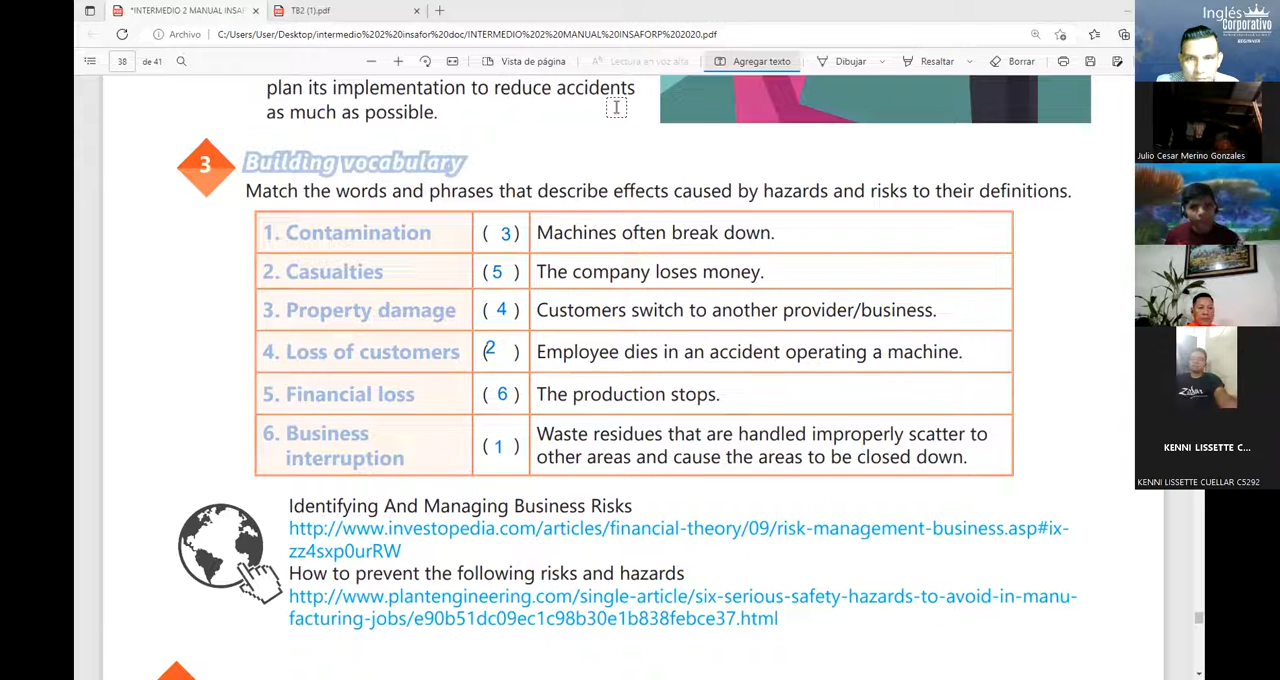 *INTERMEDIO 2 MANUAL INSAF
TB2 (1).pdf
Archivo
C:/Users/User/Desktop/intermedio%202%20insafor%20doc/INTERMEDIO%202%20MANUAL%20INSAFORP%202020.pdf
38 de 41
Vista de página
Lectura en voz alta
Agregar texto
Dibujar
Resaltar
Borrar
plan its implementation to reduce accidents
as much as possible.
3 Building vocabulary
Match the words and phrases that describe effects caused by hazards and risks to their definitions.
1. Contamination ( 3 ) Machines often break down.
2. Casualties ( 5 ) The company loses money.
3. Property damage ( 4 ) Customers switch to another provider/business.
4. Loss of customers ( 2 ) Employee dies in an accident operating a machine.
5. Financial loss ( 6 ) The production stops.
6. Business
interruption
( 1 )
Waste residues that are handled improperly scatter to
other areas and cause the areas to be closed down.
Identifying And Managing Business Risks
http://www.investopedia.com/articles/financial-theory/09/risk-management-business.asp#ix-
zz4sxp0urRW
How to prevent the following risks and hazards
http://www.plantengineering.com/single-article/six-serious-safety-hazards-to-avoid-in-manu-
facturing-jobs/e90b51dc09ec1c98b30e1b838febce37.html
Inglés
Corporativo
BEGINNER
Julio Cesar Merino Gonzales
KENNI LISSETTE C...
KENNI LISSETTE CUELLAR C5292